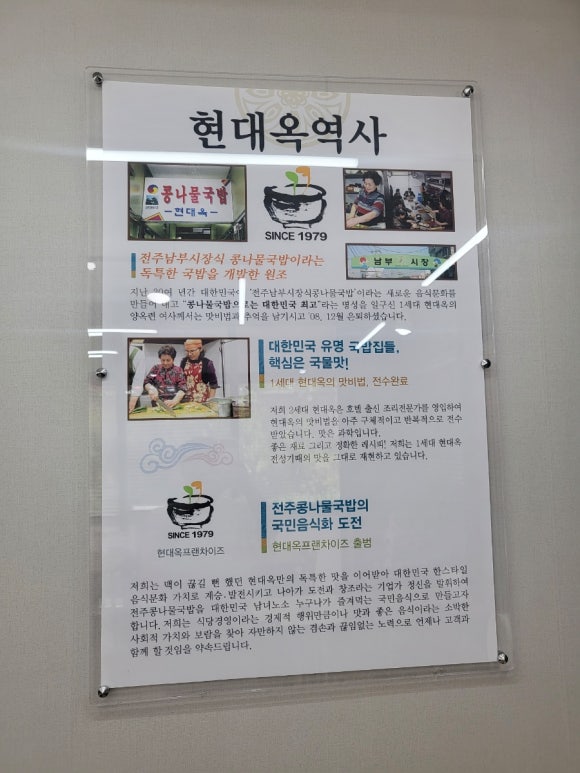 현대옥역사
콩나물국밥
-현대옥-
SINCE 1979
남부 시장
전주남부시장식 콩나물국밥이라는
독특한 국밥을 개발한 원조
지난 30여 년간 대한민국에 '전주남부시장식콩나물국밥'이라는 새로운 음식문화를
만들어 내고 "콩나물국밥으로는 대한민국 최고"라는 명성을 일구신 1세대 현대옥의
양옥련 여사께서는 맛비법과 추억을 남기시고 '08. 12월 은퇴하셨습니다.
대한민국 유명 국밥집들,
핵심은 국물맛!
1세대 현대옥의 맛비법, 전수완료
저희 2세대 현대옥은 호텔 출신 조리전문가를 영입하여
현대옥의 맛비법을 아주 구체적이고 반복적으로 전수
받았습니다. 맛은 과학입니다.
좋은 재료 그리고 정확한 레시피! 저희는 1세대 현대옥
전성기때의 맛을 그대로 재현하고 있습니다.
SINCE 1979
현대옥프랜차이즈
전주콩나물국밥의
국민음식화 도전
현대옥프랜차이즈 출범
저희는 맥이 끊길 뻔 했던 현대옥만의 독특한 맛을 이어받아 대한민국 한스타일
음식문화 가치로 계승·발전시키고 나아가 도전과 창조라는 기업가 정신을 발휘하여
전주콩나물국밥을 대한민국 남녀노소 누구나가 즐겨먹는 국민음식으로 만들고자
합니다. 저희는 식당경영이라는 경제적 행위만큼이나 맛과 좋은 음식이라는 소박한
사회적 가치와 보람을 찾아 자만하지 않는 겸손과 끊임없는 노력으로 언제나 고객과
함께 할 것임을 약속드립니다.